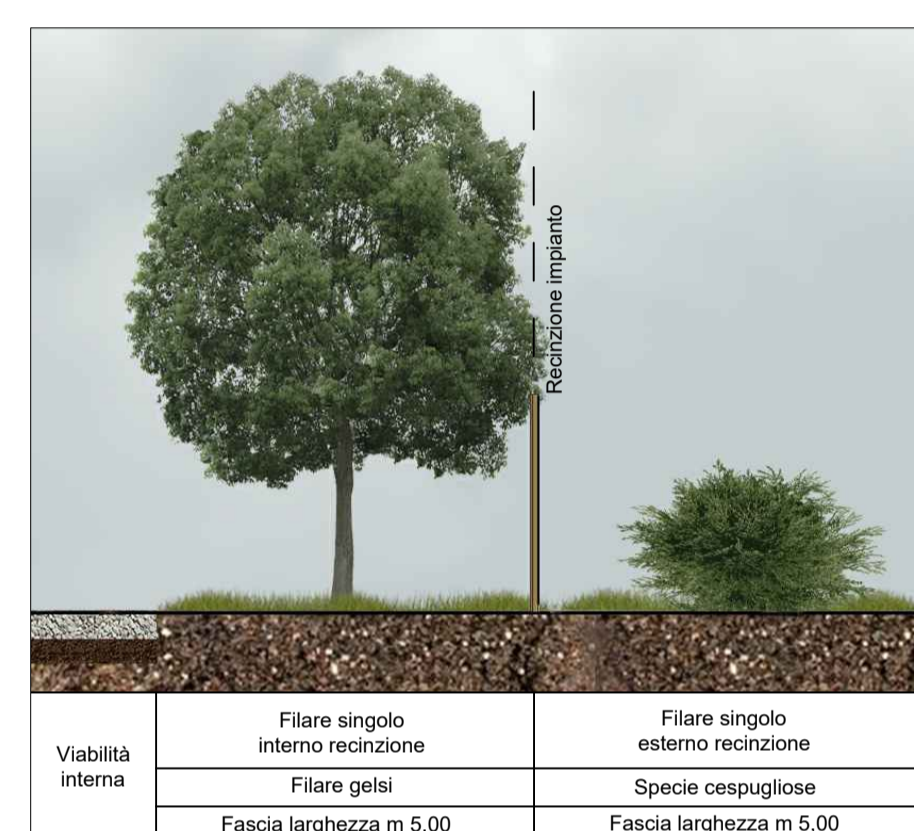 Recinzione impianto
Viabilità
interna
Filare singolo
interno recinzione
Filare singolo
esterno recinzione
Filare gelsi
Specie cespugliose
Fascia larghezza m 5.00
Fascia larghezza m 5.00